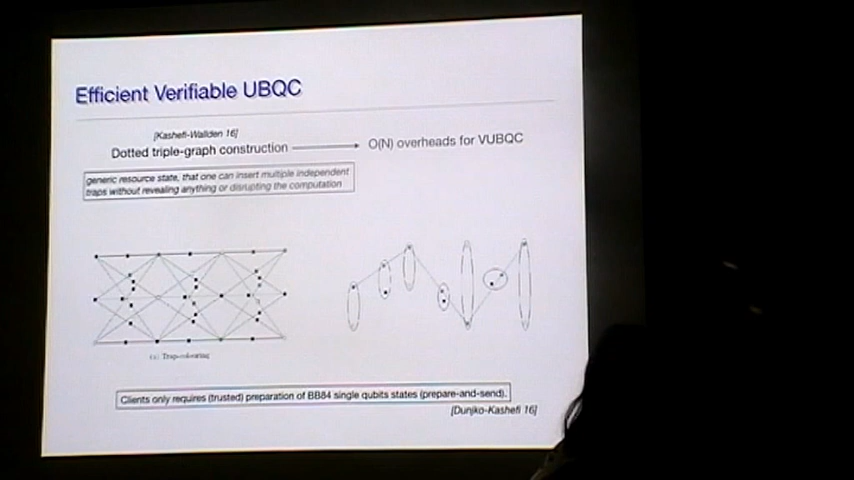 Efficient Verifiable UBQC
[Kashefi-Wallden 16]
Dotted triple-graph construction
O(N) overheads for VUBQC
generic resource state, that one can insert multiple independent
traps without revealing anything or disrupting the computation
(a) Trap-colouring
Clients only requires (trusted) preparation of BB84 single qubits states (prepare-and-send).
[Dunjko-Kashefi 16]